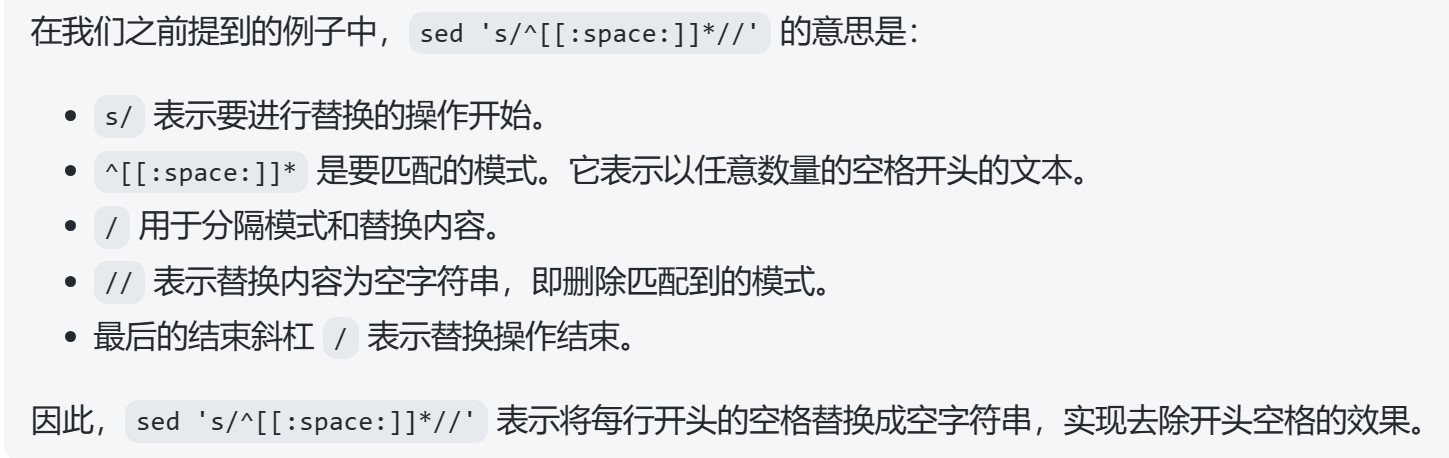 在我们之前提到的例子中， sed 's/^[[:space:]]*//' 的意思是：
• s/ 表示要进行替换的操作开始。
• ^[[:space:]]* 是要匹配的模式。它表示以任意数量的空格开头的文本。
• / 用于分隔模式和替换内容。
• // 表示替换内容为空字符串，即删除匹配到的模式。
• 最后的结束斜杠 / 表示替换操作结束。
因此， sed 's/^[[:space:]]*//' 表示将每行开头的空格替换成空字符串，实现去除开头空格的效果。